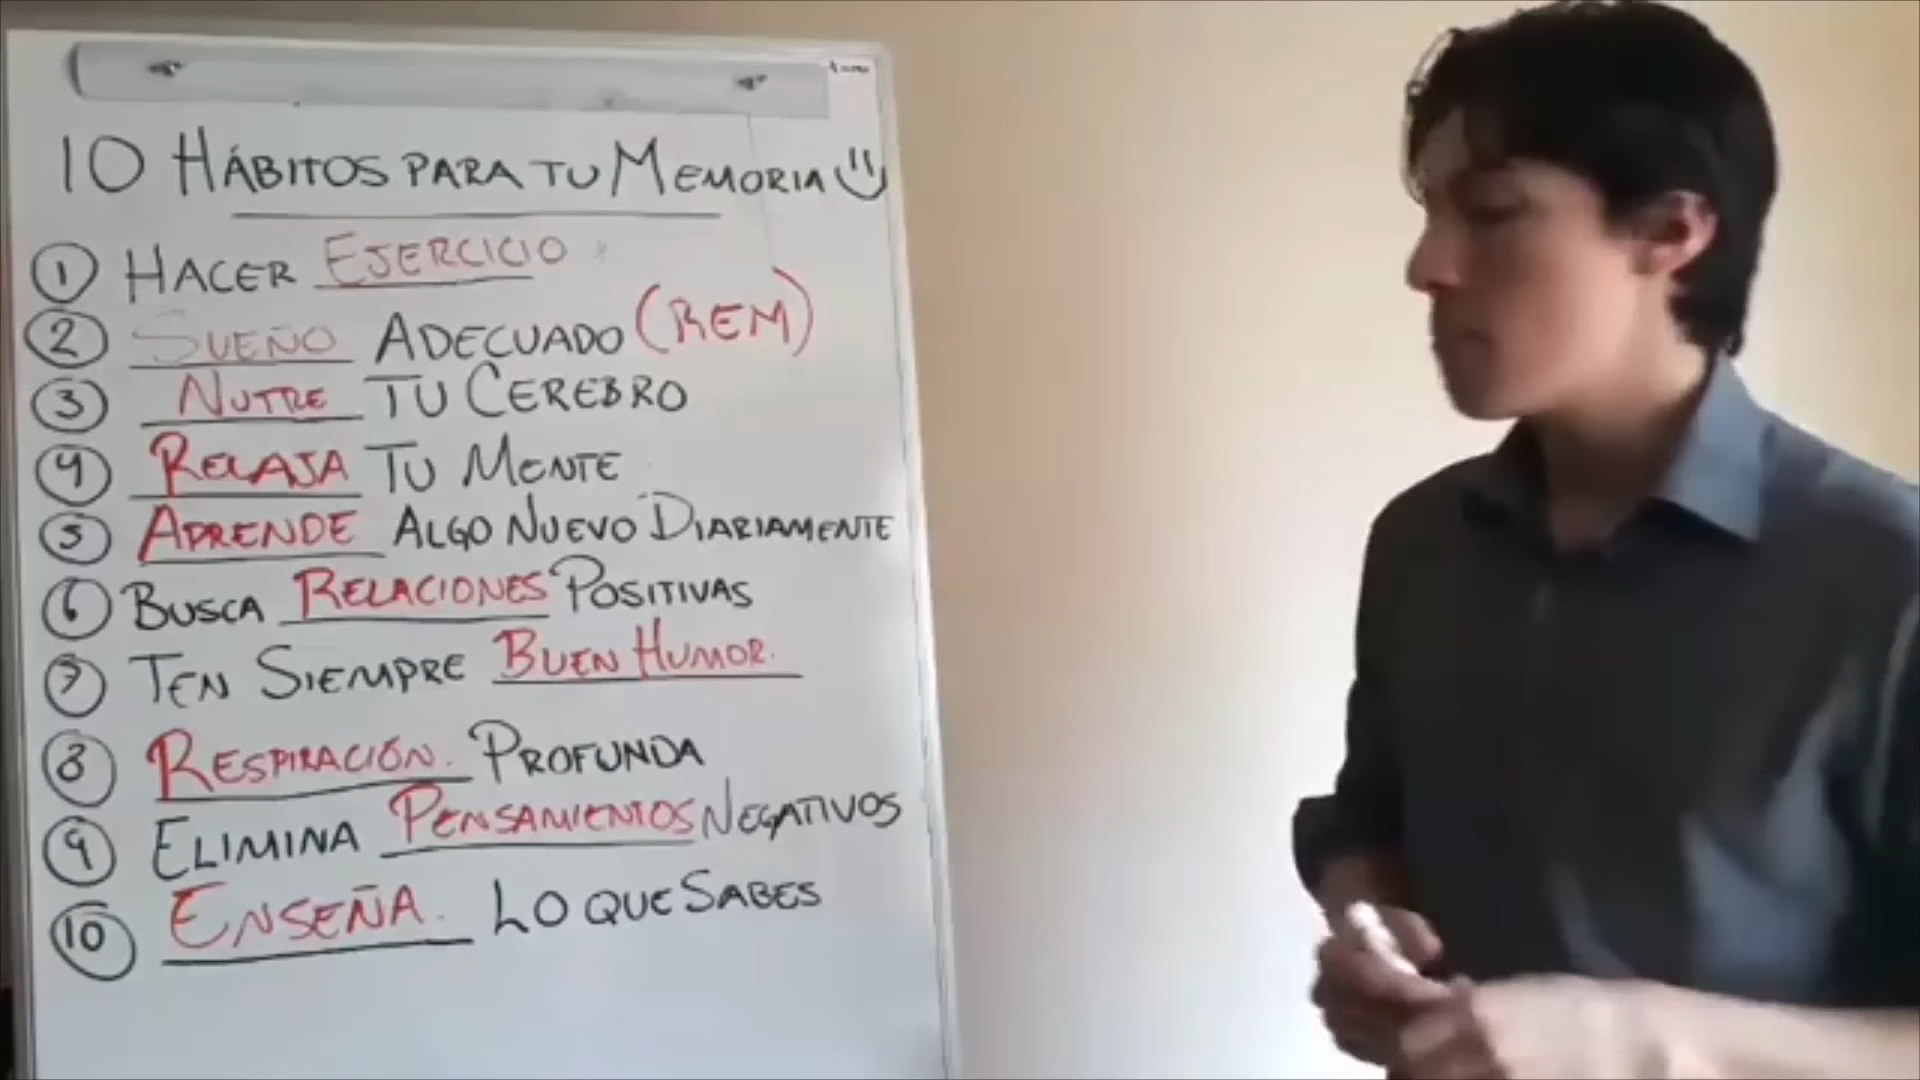 10 HÁBITOS PARA TU MEMORIA
1 HACER EJERCICIO
2 SUEÑO ADECUADO (REM)
3 NUTRE TU CEREBRO
4 RELAJA TU MENTE
5 APRENDE ALGO NUEVO DIARIAMENTE
6 BUSCA RELACIONES POSITIVAS
7 TEN SIEMPRE BUEN HUMOR.
8 RESPIRACIÓN. PROFUNDA
9 ELIMINA PENSAMIENTOS NEGATIVOS
10 ENSEÑA. LO QUE SABES